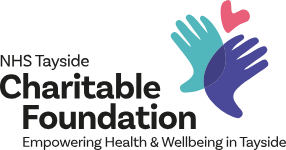 NHS Tayside
Charitable
Foundation
Empowering Health & Wellbeing in Tayside